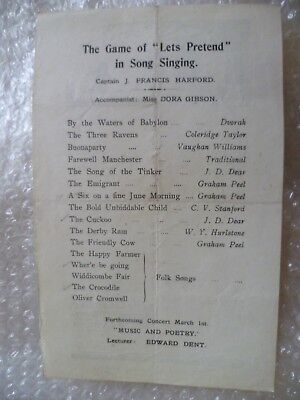 The Game of "Lets Pretend"
in Song Singing.
Captain J. FRANCIS HARFORD.
Accompanist: Miss DORA GIBSON.
By the Waters of Babylon .. Dvorak
The Three Ravens .... Coleridge Taylor
Buonaparty .... Vaughan Williams
Farewell Manchester .... Traditional
The Song of the Tinker .... J. D. Dear
The Emigrant .... .... Graham Peel
A Six on a fine June Morning .... Graham Peel
The Bold Unbiddable Child .... C. V. Stanford
The Cuckoo .... .... J. D. Dear
The Derby Ram .... W. Y. Hurlstone
The Friendly Cow .... Graham Peel
The Happy Farmer
Wher'e be going
Widdicombe Fair Folk Songs ....
The Crocodile
Oliver Cromwell
Forthcoming Concert March 1st.
"MUSIC AND POETRY."
Lecturer: EDWARD DENT.